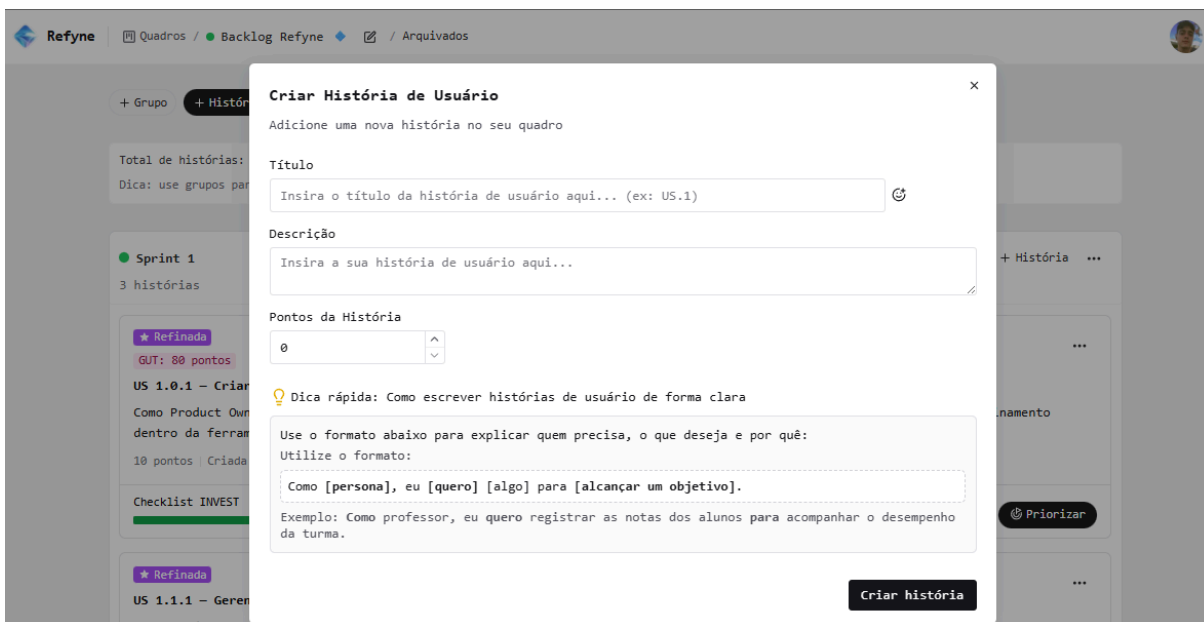 Refyne
Quadros / Backlog Refyne / Arquivados
+ Grupo
+ Histór
Criar História de Usuário
Adicione uma nova história no seu quadro
Total de histórias:
Dica: use grupos par
Título
Insira o título da história de usuário aqui... (ex: US.1)
Descrição
Insira a sua história de usuário aqui...
Sprint 1
+ História
3 histórias
Pontos da História
0
Refinada
GUT: 80 pontos
US 1.0.1 – Criar
Como Product Own
dentro da ferram
.namento
10 pontos | Criada
Dica rápida: Como escrever histórias de usuário de forma clara
Use o formato abaixo para explicar quem precisa, o que deseja e por quê:
Utilize o formato:
Como [persona], eu [quero] [algo] para [alcançar um objetivo].
Exemplo: Como professor, eu quero registrar as notas dos alunos para acompanhar o desempenho
da turma.
Checklist INVEST
Priorizar
Refinada
US 1.1.1 – Geren
Criar história